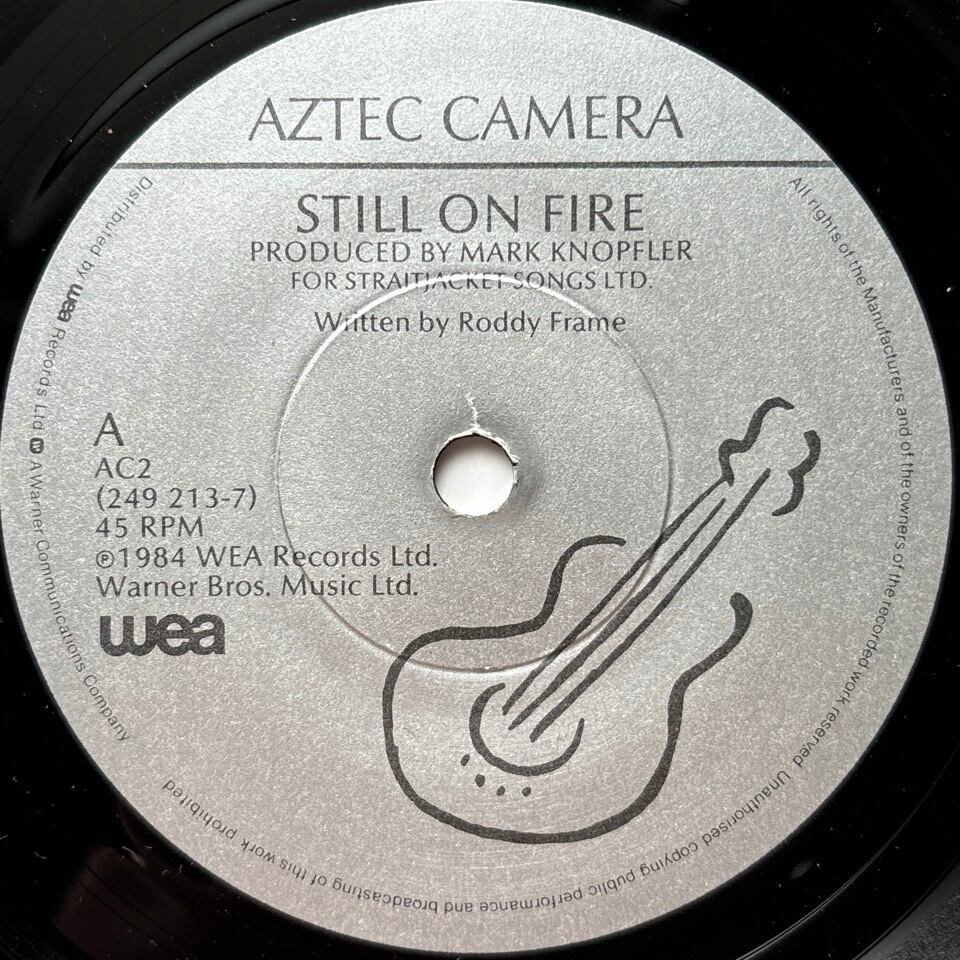 AZTEC CAMERA
STILL ON FIRE
PRODUCED BY MARK KNOPFLER
FOR STRAITJACKET SONGS LTD.
Written by Roddy Frame
A
AC2
(249 213-7)
45 RPM
℗1984 WEA Records Ltd.
Warner Bros. Music Ltd.
wea
Distributed by wea Records Ltd. W A Warner Communications Company
All rights of the Manufacturers and of the owners of the recorded work reserved Unauthorised copying public performance and broadcasting of this work prohibited